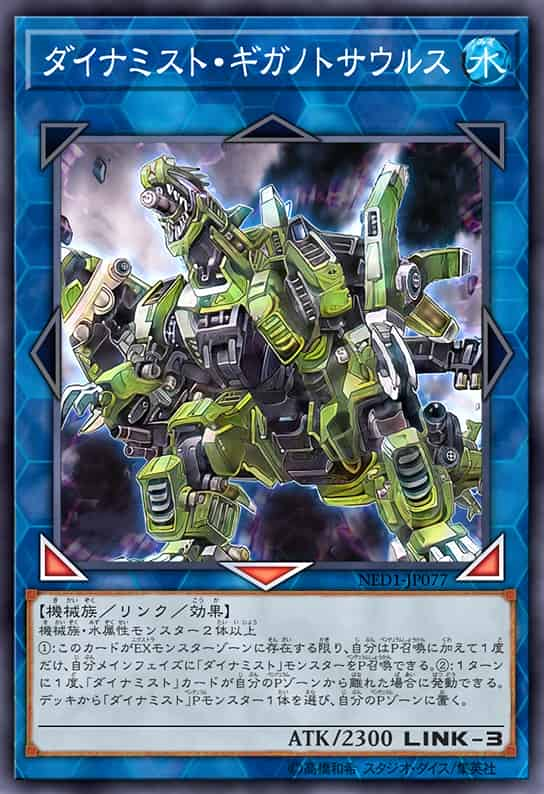 ダイナミスト・ギガノトサウルス 水
NED1-JP077
【機械族／リンク／効果】
機械族・水属性モンスター２体以上
①:このカードがEXモンスターゾーンに存在する限り、自分はP召喚に加えて１度
だけ、自分メインフェイズに「ダイナミスト」モンスターをP召喚できる。②:１ターン
に１度、「ダイナミスト」カードが自分のPゾーンから離れた場合に発動できる。
デッキから「ダイナミスト」Pモンスター１体を選び、自分のPゾーンに置く。
ATK/2300 LINK-3
©高橋和希 スタジオ・ダイス/集英社